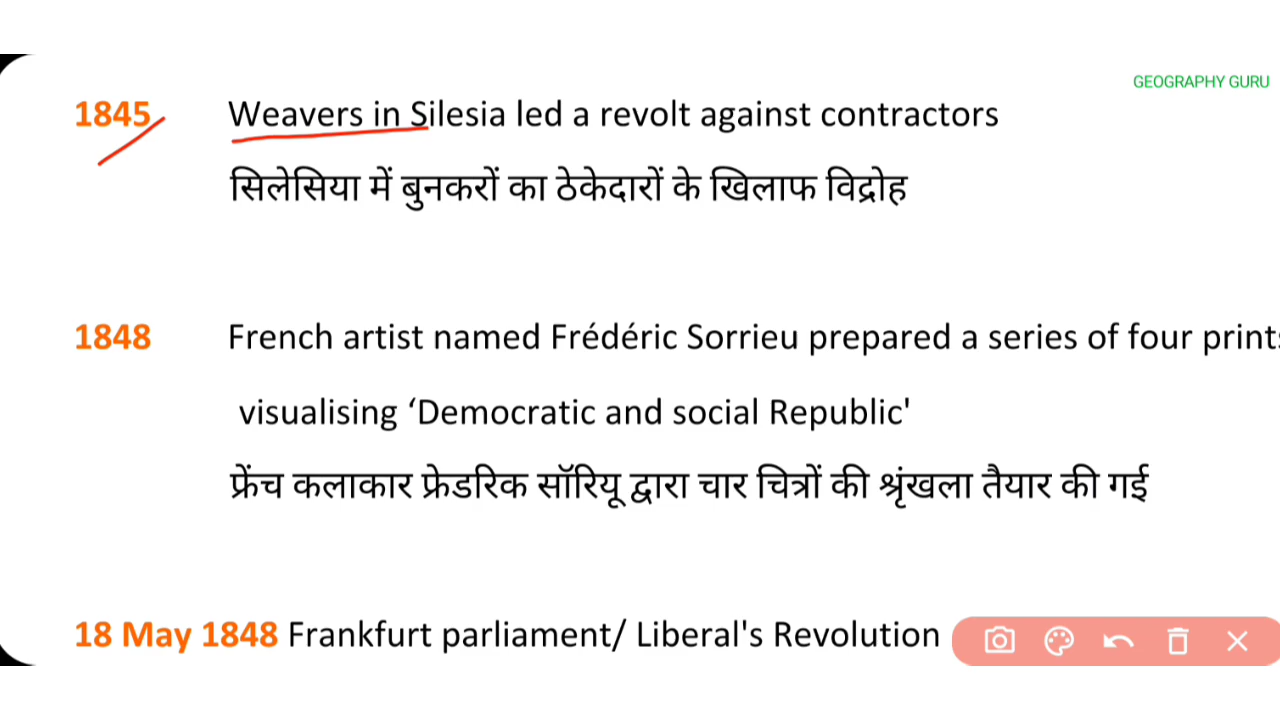 GEOGRAPHY GURU
1845 Weavers in Silesia led a revolt against contractors
सिलेसिया में बुनकरों का ठेकेदारों के खिलाफ विद्रोह
1848 French artist named Frédéric Sorrieu prepared a series of four prints
visualising ‘Democratic and social Republic'
फ्रेंच कलाकार फ्रेडरिक सॉरियू द्वारा चार चित्रों की श्रृंखला तैयार की गई
18 May 1848 Frankfurt parliament/ Liberal's Revolution